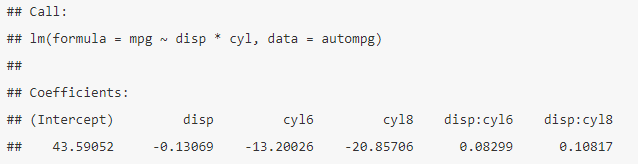 ## Call:
## lm(formula = mpg ~ disp * cyl, data = autompg)
##
## Coefficients:
## (Intercept) disp cyl6 cyl8 disp:cyl6 disp:cyl8
## 43.59052 -0.13069 -13.20026 -20.85706 0.08299 0.10817